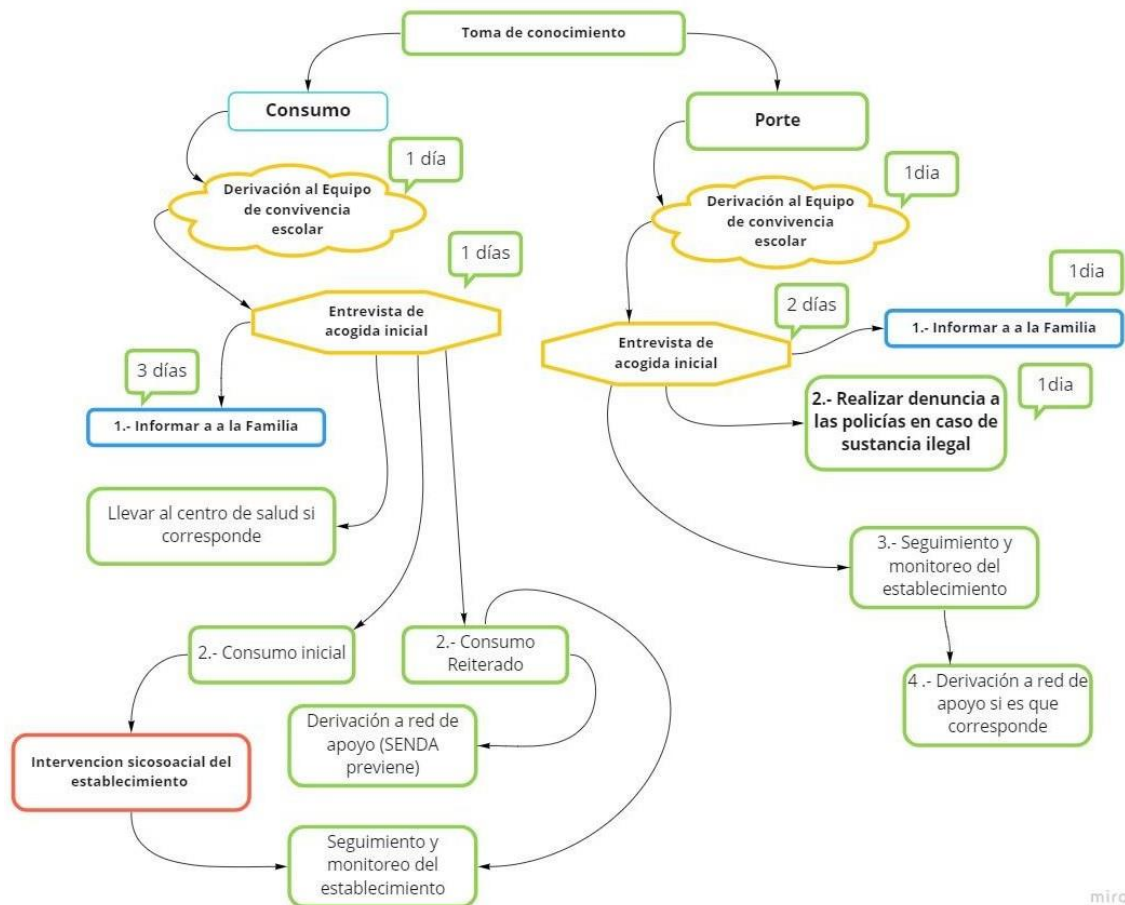 Toma de conocimiento
Consumo
Porte
1 día
Derivación al Equipo
de convivencia
escolar
1dia
Derivación al Equipo
de convivencia
escolar
1 días
Entrevista de
acogida inicial
2 días
Entrevista de
acogida inicial
1dia
1.- Informar a a la Familia
3 días
1.- Informar a a la Familia
1dia
2.- Realizar denuncia a
las policías en caso de
sustancia ilegal
Llevar al centro de salud si
corresponde
3.- Seguimiento y
monitoreo del
establecimiento
2.- Consumo inicial
2.- Consumo
Reiterado
4 .- Derivación a red de
apoyo si es que
corresponde
Derivación a red de
apoyo (SENDA
previene)
Intervencion sicosoacial del
establecimiento
Seguimiento y
monitoreo del
establecimiento
miro